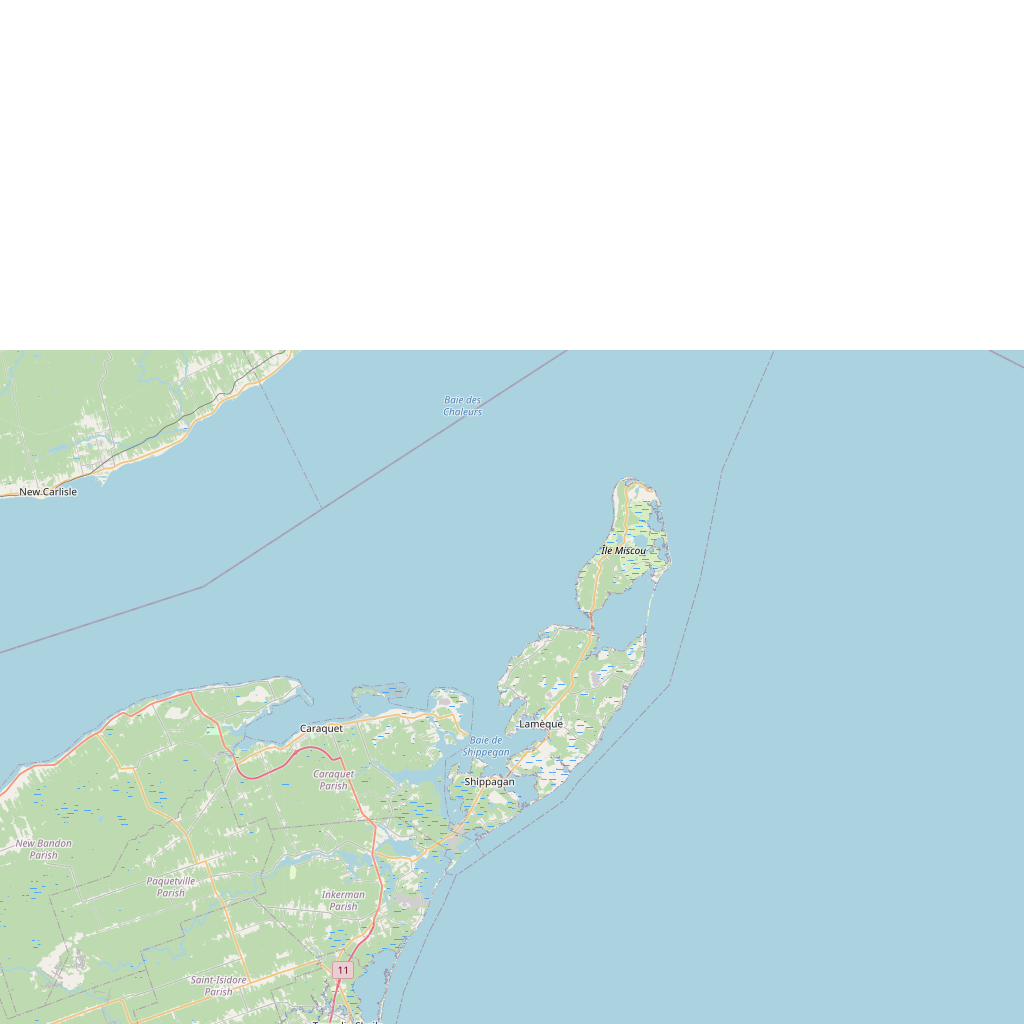 Baie des
Chaleurs
New Carlisle
Île Miscou
Caraquet
Lamèque
Baie de
Shippegan
Caraquet
Parish
Shippagan
New Bandon
Parish
Paquetville
Parish
Inkerman
Parish
11
Saint-Isidore
Parish